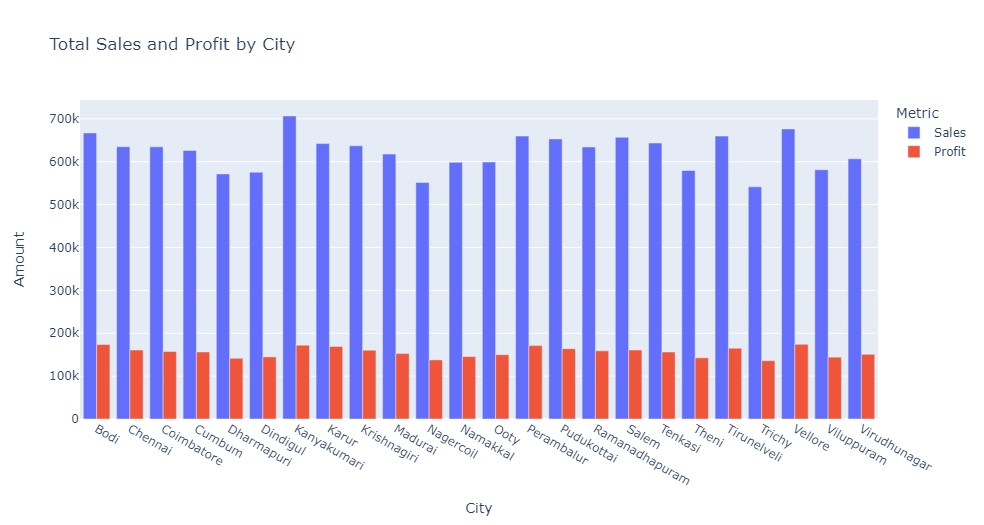 Total Sales and Profit by City
Metric
Sales
Profit
Amount
700k
600k
500k
400k
300k
200k
100k
0
Bodi
Chennai
Coimbatore
Cumbum
Dharmapuri
Dindigul
Kanyakumari
Karur
Krishnagiri
Madurai
Nagercoil
Namakkal
Ooty
Perambalur
Pudukottai
Ramanadhapuram
Salem
Tenkasi
Theni
Tirunelveli
Trichy
Vellore
Viluppuram
Virudhunagar
City